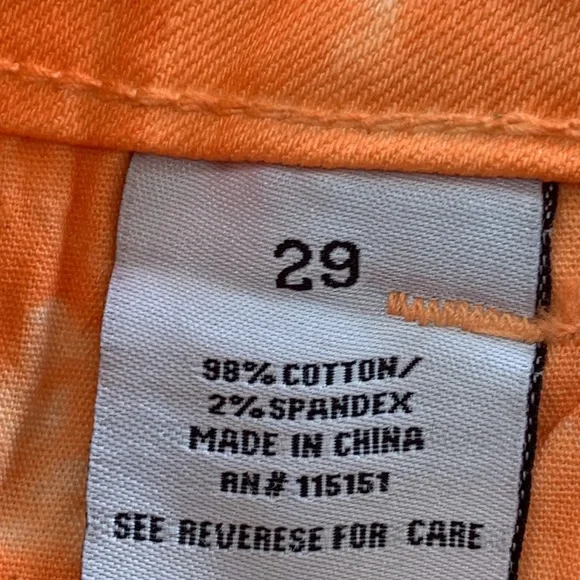 29
98% COTTON/
2% SPANDEX
MADE IN CHINA
RN# 115151
SEE REVERESE FOR CARE